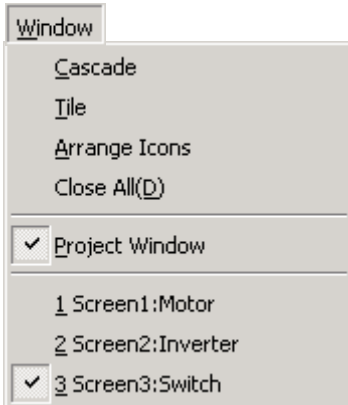 Window
Cascade
Tile
Arrange Icons
Close All(D)
Project Window
1 Screen1:Motor
2 Screen2:Inverter
3 Screen3:Switch